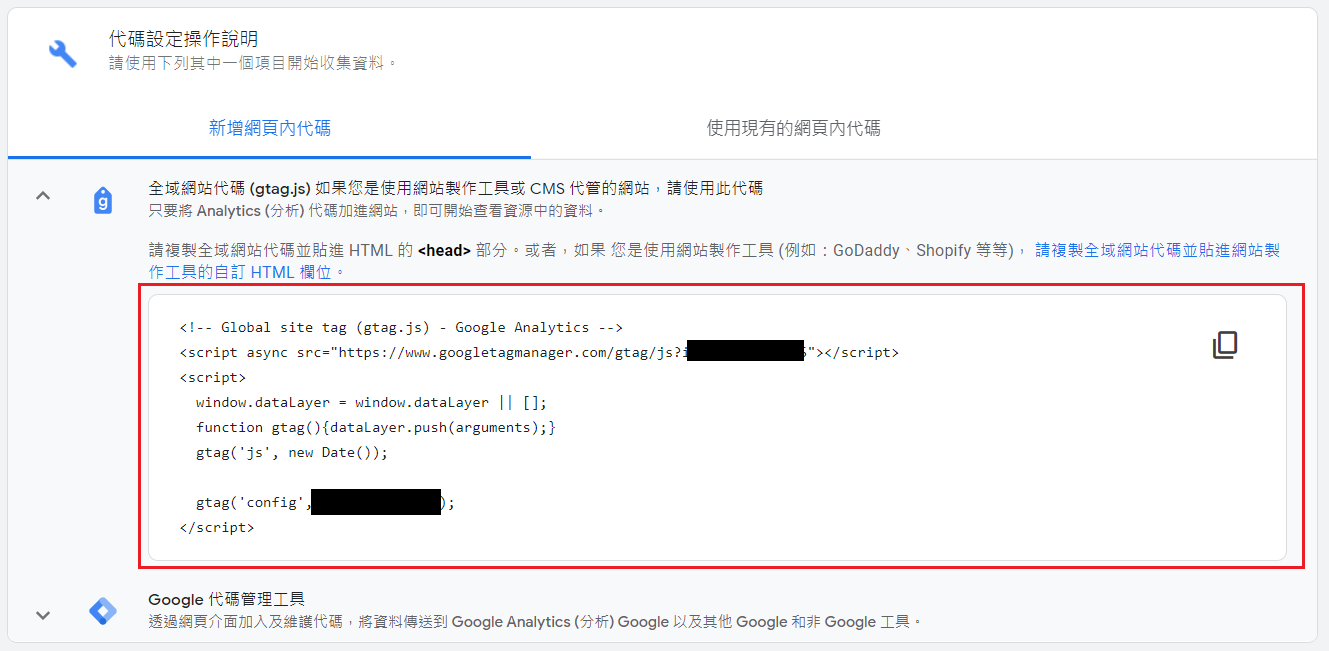 代碼設定操作說明
請使用下列其中一個項目開始收集資料。
新增網頁內代碼
使用現有的網頁內代碼
全域網站代碼 (gtag.js) 如果您是使用網站製作工具或 CMS 代管的網站，請使用此代碼
只要將 Analytics (分析) 代碼加進網站，即可開始查看資源中的資料。
請複製全域網站代碼並貼進 HTML 的 <head> 部分。或者，如果 您是使用網站製作工具 (例如：GoDaddy、Shopify 等等)， 請複製全域網站代碼並貼進網站製
作工具的自訂 HTML 欄位。
<!-- Global site tag (gtag.js) - Google Analytics -->
<script async src="https://www.googletagmanager.com/gtag/js?i"></script>
<script>
window.dataLayer = window.dataLayer || [];
function gtag(){dataLayer.push(arguments);}
gtag('js', new Date());
gtag('config',);
</script>
Google 代碼管理工具
透過網頁介面加入及維護代碼，將資料傳送到 Google Analytics (分析) Google 以及其他 Google 和非 Google 工具。